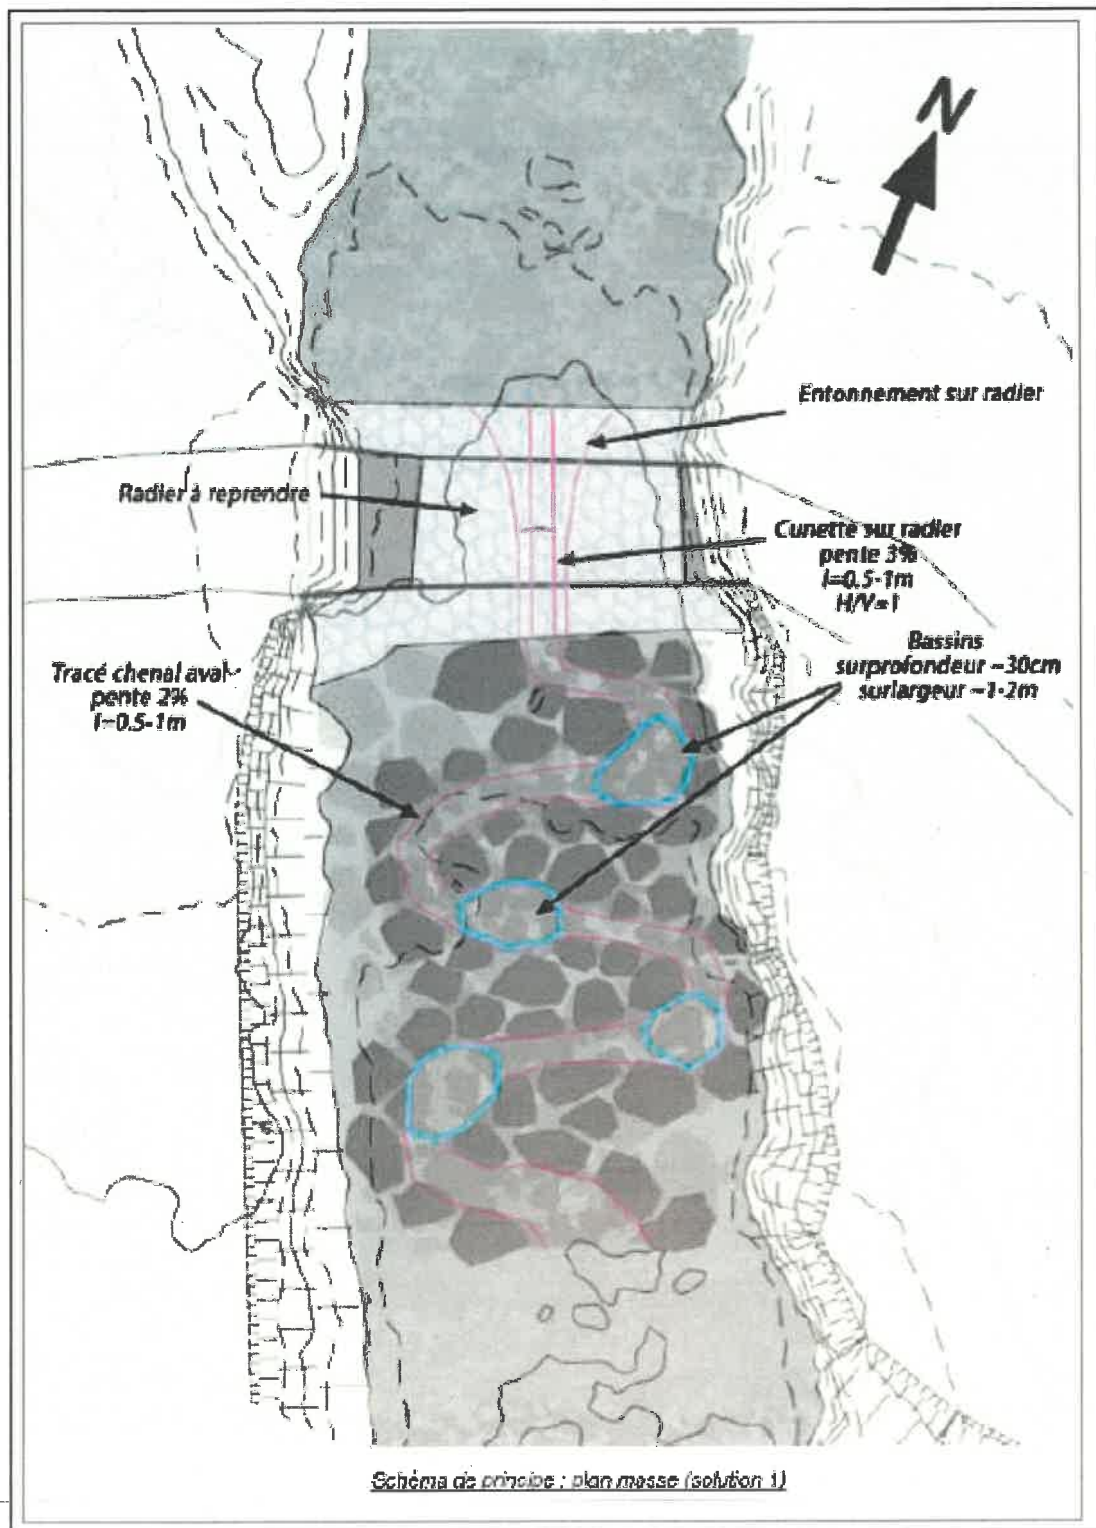 N
Entonnement sur radier
Radier à reprendre
Cunette sur radier
pente 3%
l=0.5-1m
H/V=1
Bassins
surprofondeur ~30cm
surlargeur ~1-2m
Tracé chenal aval
pente 2%
l=0.5-1m
Schéma de principe : plan masse (solution 1)